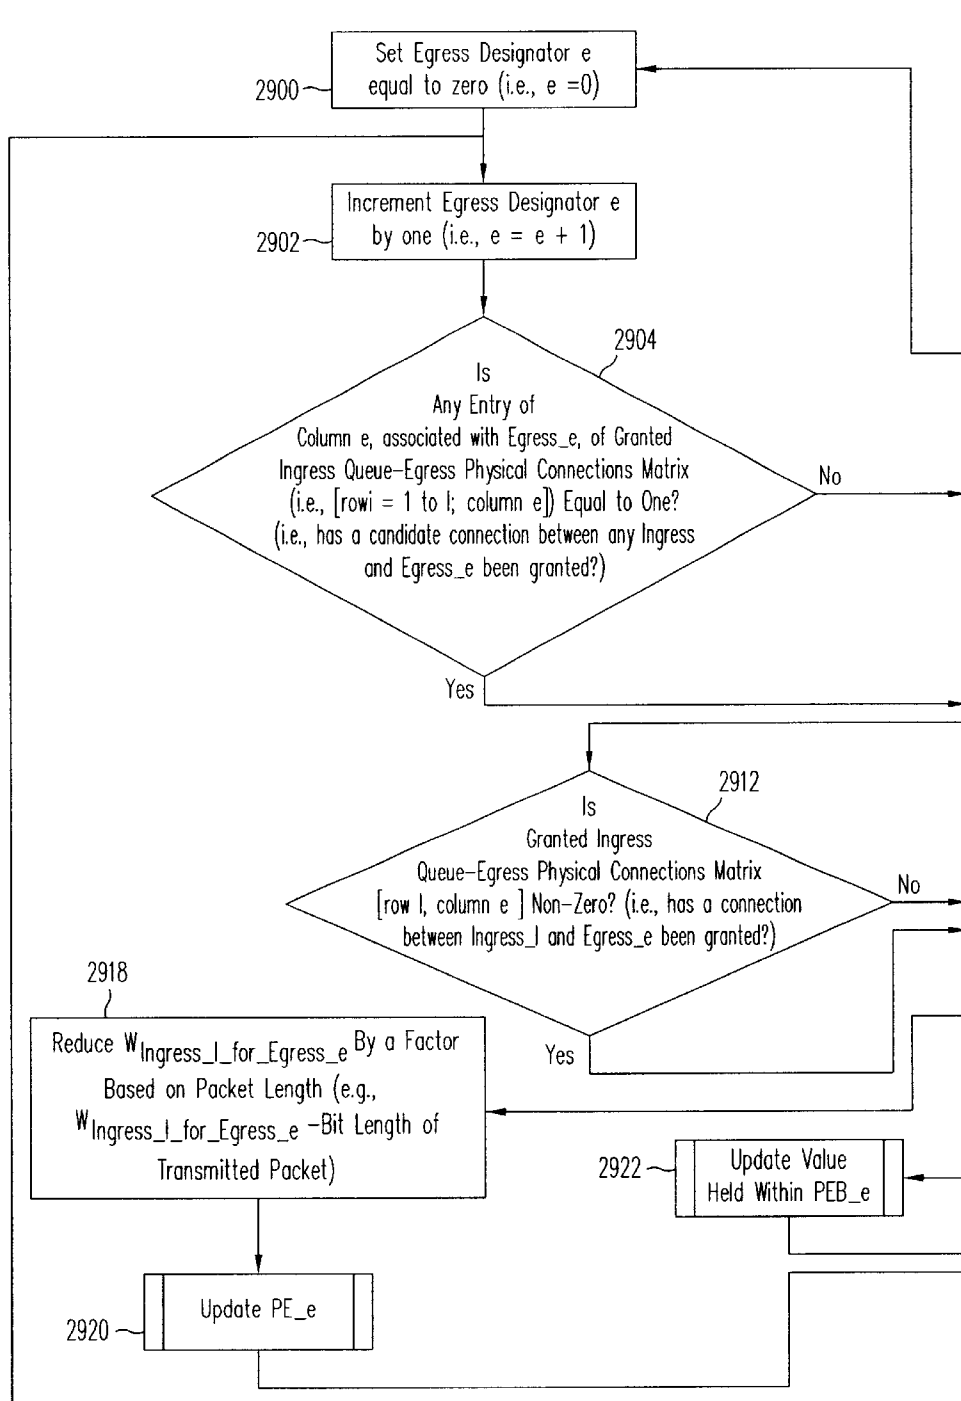 Set Egress Designator e
equal to zero (i.e., e =0)
2900
Increment Egress Designator e
by one (i.e., e = e + 1)
2902
2904
Is
Any Entry of
Column e, associated with Egress_e, of Granted
Ingress Queue-Egress Physical Connections Matrix
(i.e., [rowi = 1 to I; column e]) Equal to One?
(i.e., has a candidate connection between any Ingress
and Egress_e been granted?)
No
Yes
2912
Is
Granted Ingress
Queue-Egress Physical Connections Matrix
[row I, column e ] Non-Zero? (i.e., has a connection
between Ingress_I and Egress_e been granted?)
No
Yes
2918
Reduce WIngress_I_for_Egress_e By a Factor
Based on Packet Length (e.g.,
WIngress_I_for_Egress_e -Bit Length of
Transmitted Packet)
2922
Update Value
Held Within PEB_e
Update PE_e
2920